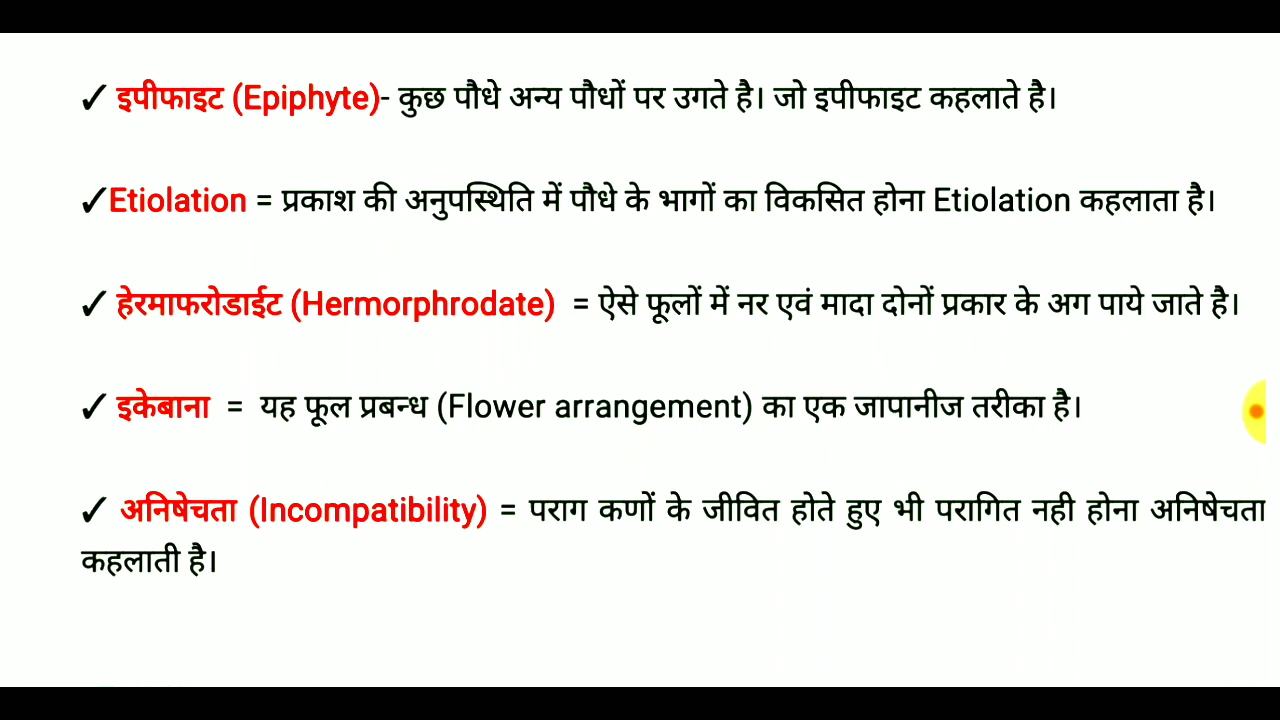 ✓ इपीफाइट (Epiphyte)- कुछ पौधे अन्य पौधों पर उगते है। जो इपीफाइट कहलाते है।
✓Etiolation = प्रकाश की अनुपस्थिति में पौधे के भागों का विकसित होना Etiolation कहलाता है।
✓ हेरमाफरोडाईट (Hermorphrodate) = ऐसे फूलों में नर एवं मादा दोनों प्रकार के अग पाये जाते है।
✓ इकेबाना = यह फूल प्रबन्ध (Flower arrangement) का एक जापानीज तरीका है।
✓ अनिषेचता (Incompatibility) = पराग कणों के जीवित होते हुए भी परागित नही होना अनिषेचता
कहलाती है।